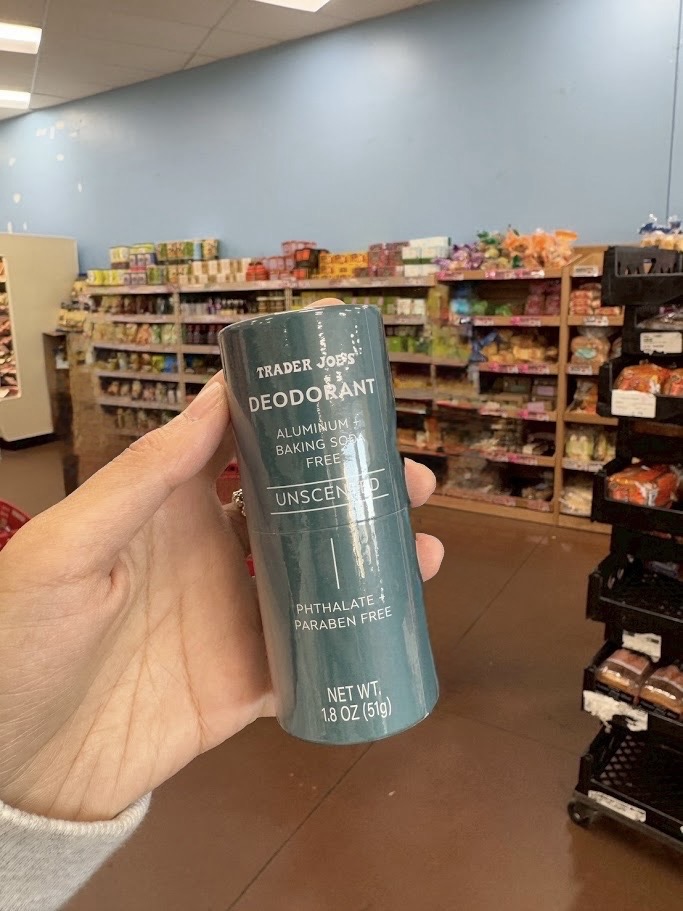 TRADER JOE'S
DEODORANT
ALUMINUM +
BAKING SODA
FREE
UNSCENTED
PHTHALATE +
PARABEN FREE
NET WT.
1.8 OZ (51g)